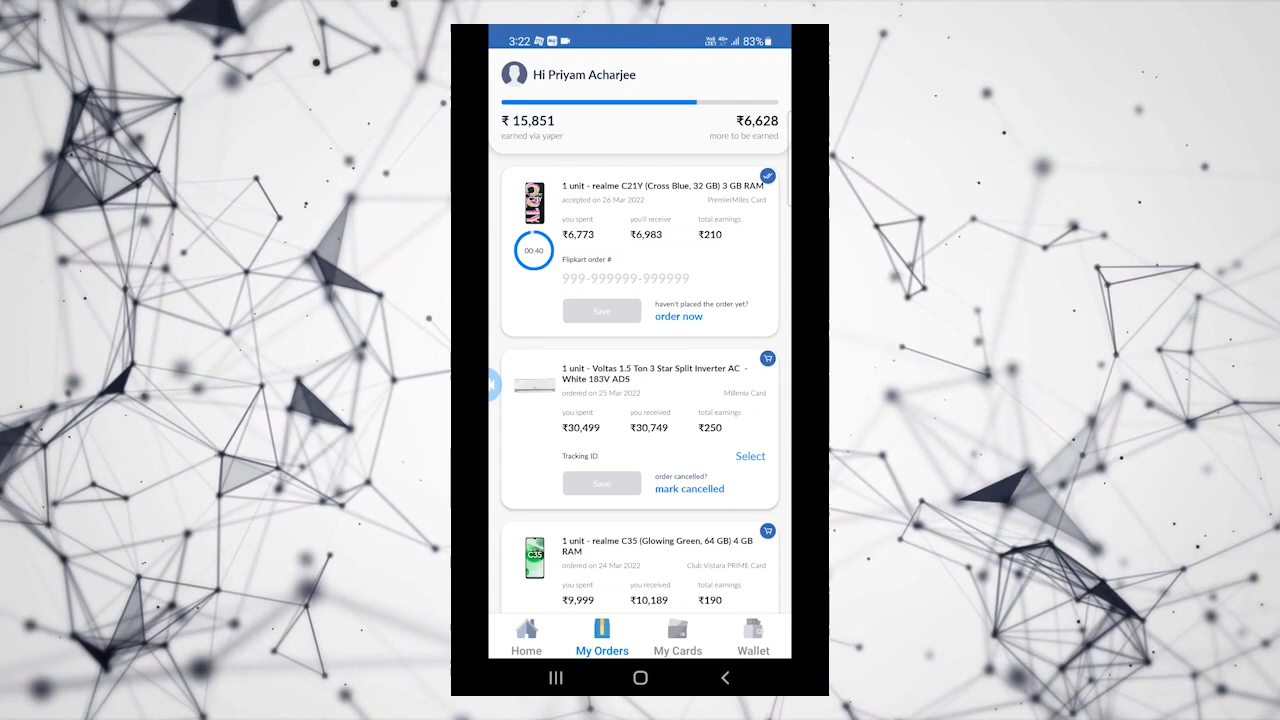 3:22
83%
Hi Priyam Acharjee
₹ 15,851
₹6,628
earned via yaper
more to be earned
1 unit - realme C21Y (Cross Blue, 32 GB) 3 GB RAM
accepted on 26 Mar 2022
PremierMiles Card
you spent
you'll receive
total earnings
₹6,773
₹6,983
₹210
00:40
Flipkart order #
999-999999-999999
haven't placed the order yet?
Save
order now
1 unit - Voltas 1.5 Ton 3 Star Split Inverter AC -
White 183V ADS
ordered on 25 Mar 2022
Millenia Card
you spent
you received
total earnings
₹30,499
₹30,749
₹250
Tracking ID
Select
order cancelled?
Save
mark cancelled
1 unit - realme C35 (Glowing Green, 64 GB) 4 GB
RAM
C35
ordered on 24 Mar 2022
Club Vistara PRIME Card
you spent
you received
total earnings
₹9,999
₹10,189
₹190
Home
My Orders
My Cards
Wallet